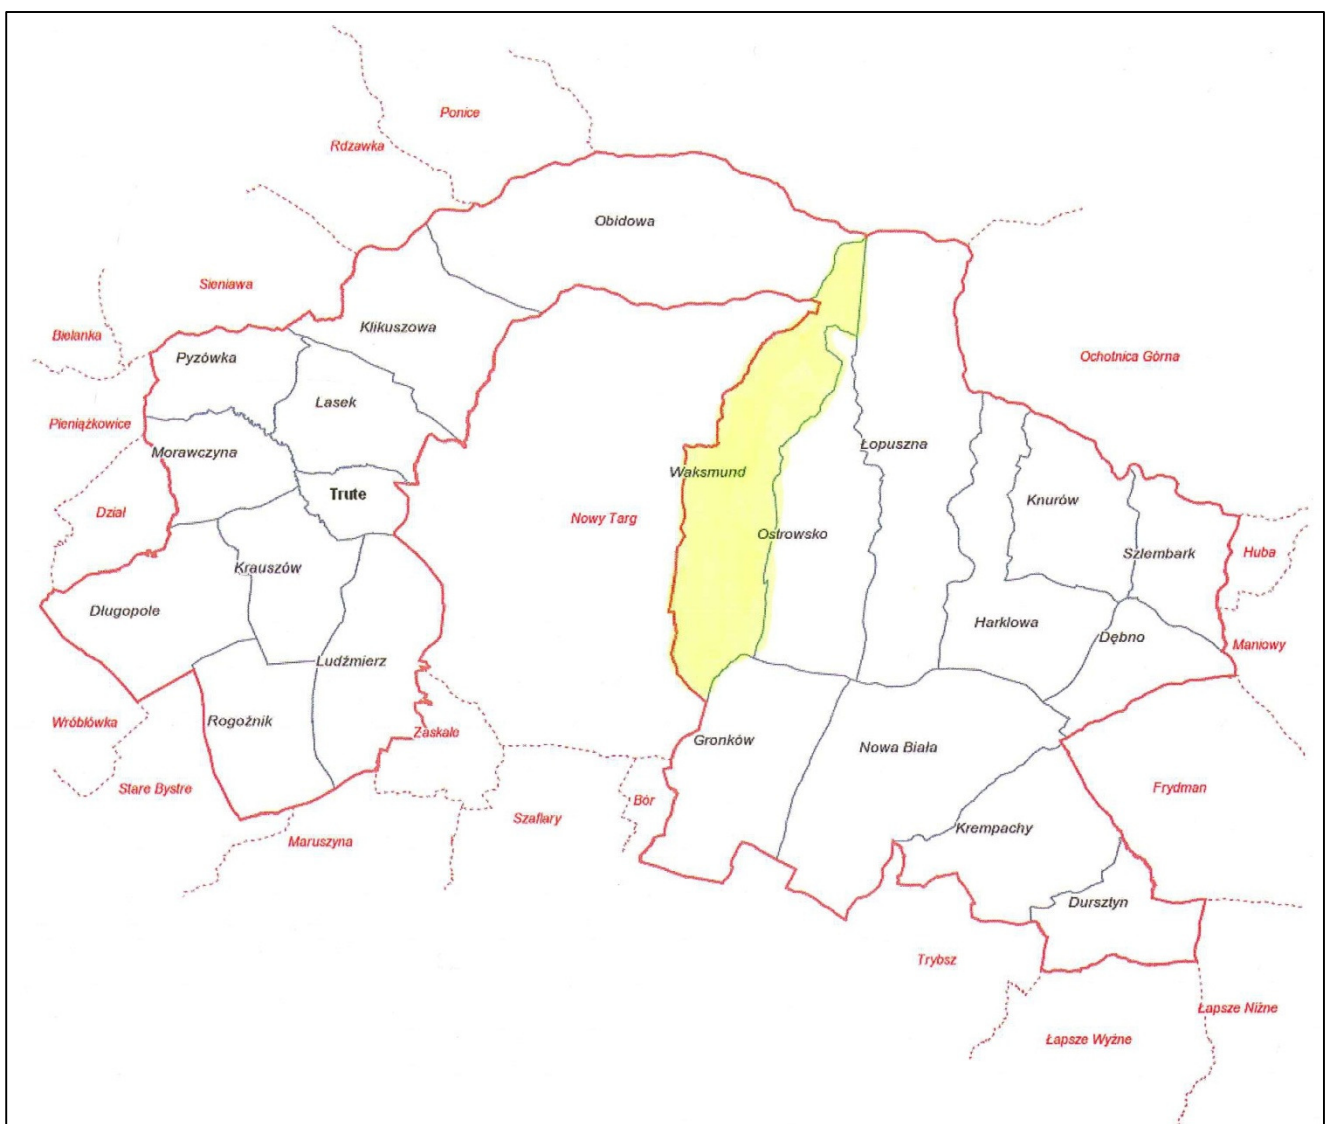 Ponice
Rdzawka
Obidowa
Sieniawa
Klikuszowa
Bielanka
Pyzówka
Ochotnica Górna
Lasek
Pieniążkowice
Morawczyna
Łopuszna
Waksmund
Trute
Knurów
Dział
Nowy Targ
Ostrowsko
Szlembark
Huba
Krauszów
Długopole
Harklowa
Dębno
Maniowy
Ludźmierz
Wróblówka
Rogoźnik
Zaskale
Gronków
Nowa Biała
Stare Bystre
Frydman
Bór
Szaflary
Krempachy
Maruszyna
Dursztyn
Trybsz
Łapsze Niżne
Łapsze Wyżne